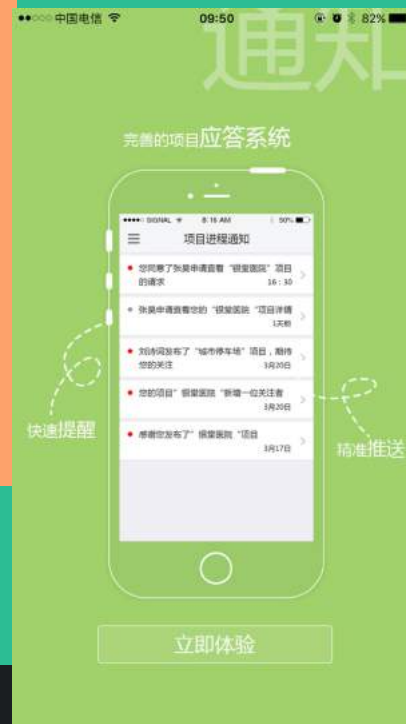 中国电信 09:50 82%
通知
完善的项目应答系统
SIGNAL 8:16 AM 50%
项目进程通知
您同意了张昊申请查看“银童医院”项目
的请求
16:30
张昊申请查看您的“银童医院“项目详情
1天前
刘诗词发布了“城市停车场”项目，期待
您的关注
3月20日
您的项目”银童医院“新增一位关注者
3月20日
感谢您发布了”银童医院“项目
3月17日
快速提醒
精准推送
立即体验